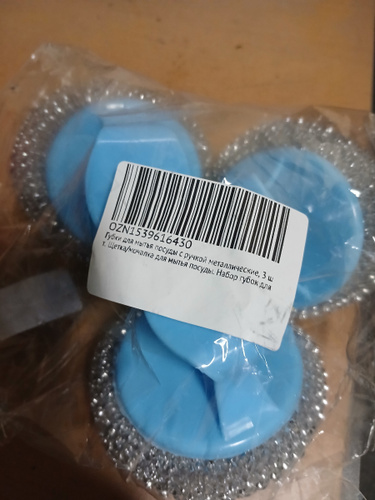 OZN1539616430
Губки для мытья посуды с ручкой металлические, 3 ш
т. Щетка/мочалка для мытья посуды. Набор губок для